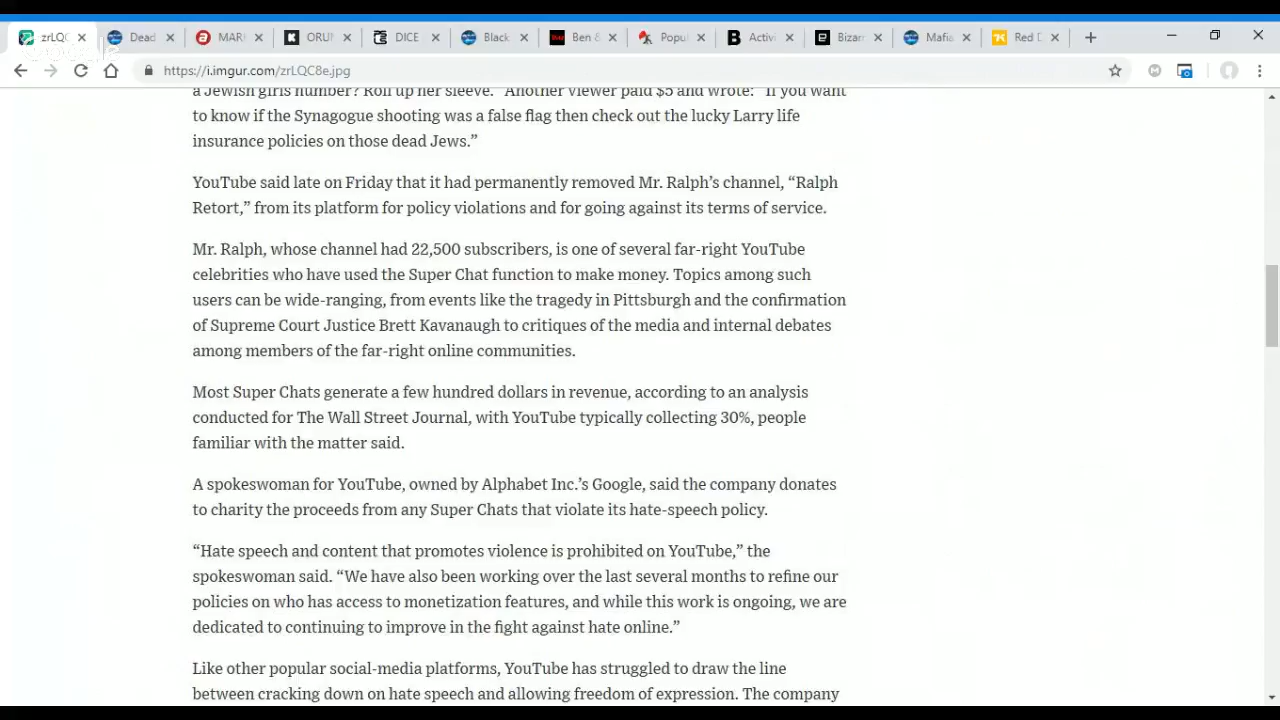 zrLQC
Dead
MAR
ORUN
DICE
Black
Ben &
Popul
Activi
Bizarr
Mafia
Red D
https://i.imgur.com/zrLQC8e.jpg
a Jewish girls number? Roll up her sleeve.” Another viewer paid $5 and wrote: “If you want
to know if the Synagogue shooting was a false flag then check out the lucky Larry life
insurance policies on those dead Jews.”
YouTube said late on Friday that it had permanently removed Mr. Ralph’s channel, “Ralph
Retort,” from its platform for policy violations and for going against its terms of service.
Mr. Ralph, whose channel had 22,500 subscribers, is one of several far-right YouTube
celebrities who have used the Super Chat function to make money. Topics among such
users can be wide-ranging, from events like the tragedy in Pittsburgh and the confirmation
of Supreme Court Justice Brett Kavanaugh to critiques of the media and internal debates
among members of the far-right online communities.
Most Super Chats generate a few hundred dollars in revenue, according to an analysis
conducted for The Wall Street Journal, with YouTube typically collecting 30%, people
familiar with the matter said.
A spokeswoman for YouTube, owned by Alphabet Inc.’s Google, said the company donates
to charity the proceeds from any Super Chats that violate its hate-speech policy.
“Hate speech and content that promotes violence is prohibited on YouTube,” the
spokeswoman said. “We have also been working over the last several months to refine our
policies on who has access to monetization features, and while this work is ongoing, we are
dedicated to continuing to improve in the fight against hate online.”
Like other popular social-media platforms, YouTube has struggled to draw the line
between cracking down on hate speech and allowing freedom of expression. The company